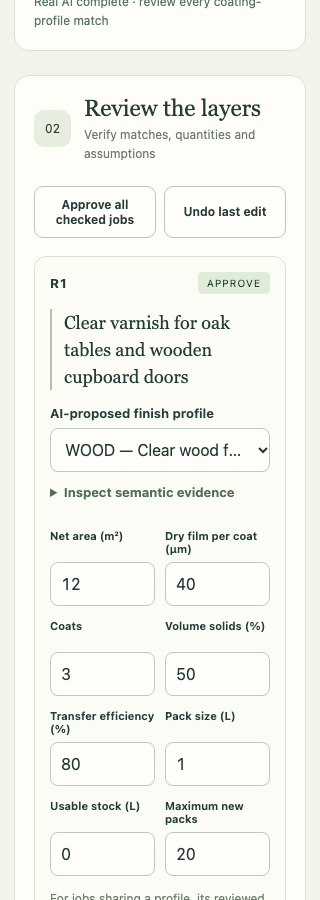 Real AI complete · review every coating-
profile match
02
Review the layers
Verify matches, quantities and
assumptions
Approve all
checked jobs
Undo last edit
R1
APPROVE
Clear varnish for oak
tables and wooden
cupboard doors
AI-proposed finish profile
WOOD — Clear wood f...
Inspect semantic evidence
Net area (m²)
Dry film per coat
(μm)
12
40
Coats
Volume solids (%)
3
50
Transfer efficiency
(%)
Pack size (L)
80
1
Usable stock (L)
Maximum new
packs
0
20
For jobs sharing a profile, its reviewed